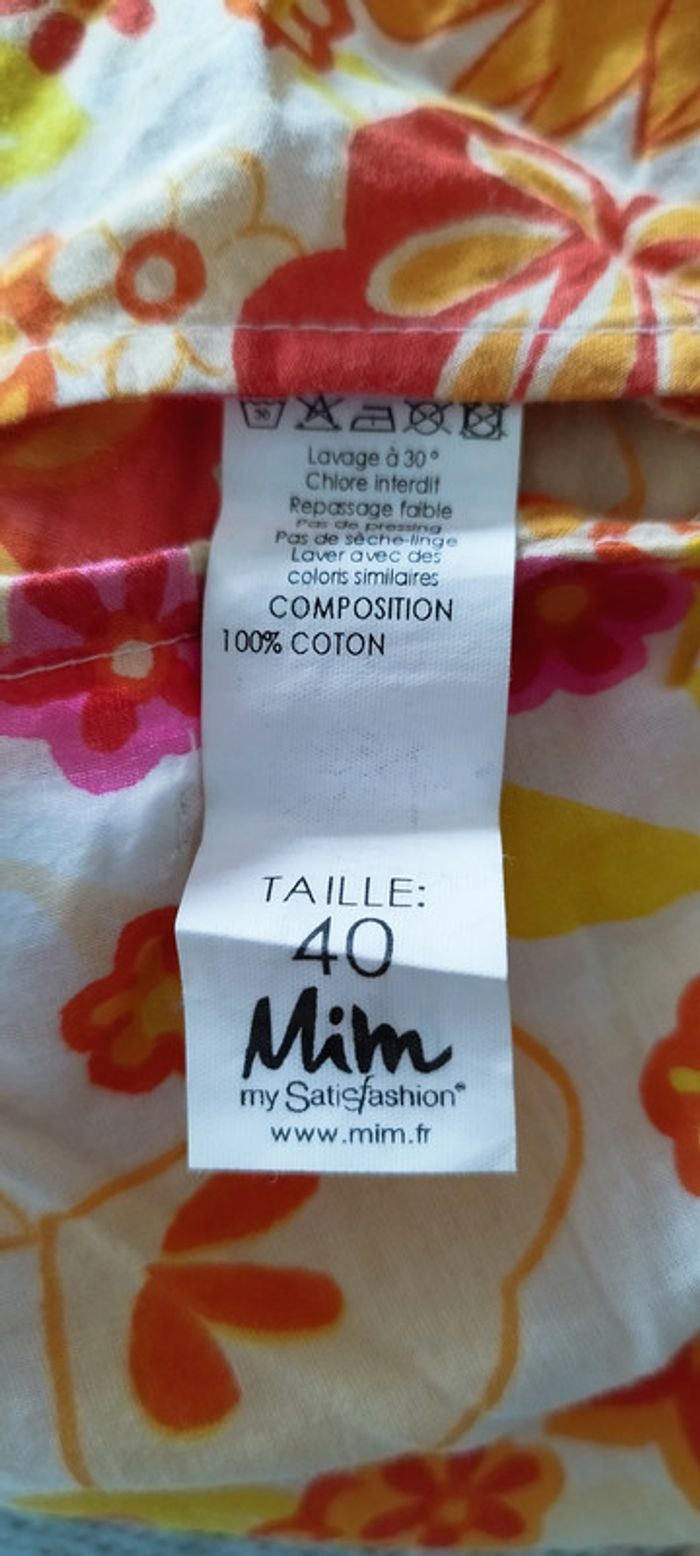 30
Lavage à 30°
Chlore interdit
Repassage faible
Pas de pressing
Pas de sèche-linge
Laver avec des
coloris similaires
COMPOSITION
100% COTON
TAILLE:
40
Mim
my Satisfashion®
www.mim.fr